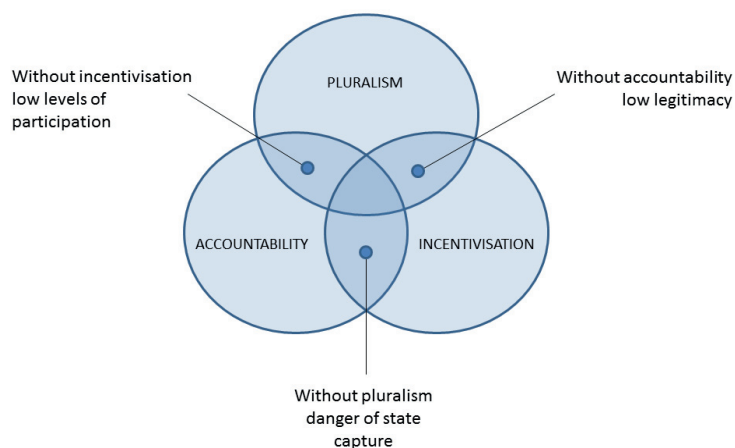 Without incentivisation
low levels of
participation
PLURALISM
Without accountability
low legitimacy
ACCOUNTABILITY
INCENTIVISATION
Without pluralism
danger of state
capture